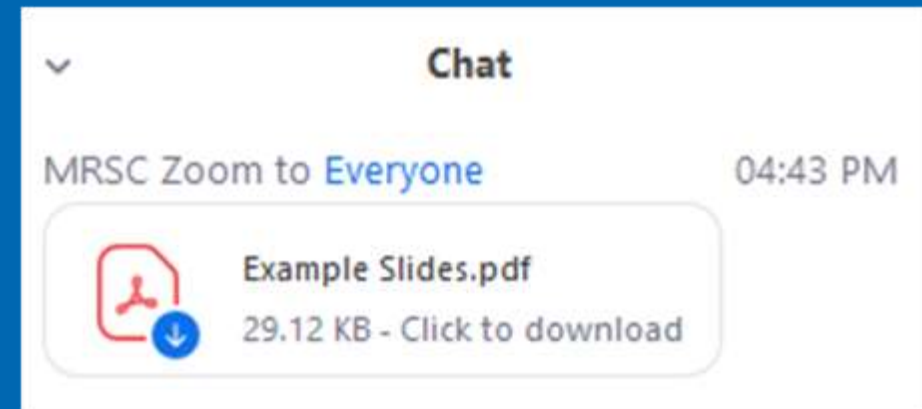 Chat
MRSC Zoom to Everyone 04:43 PM
Example Slides.pdf
29.12 KB - Click to download